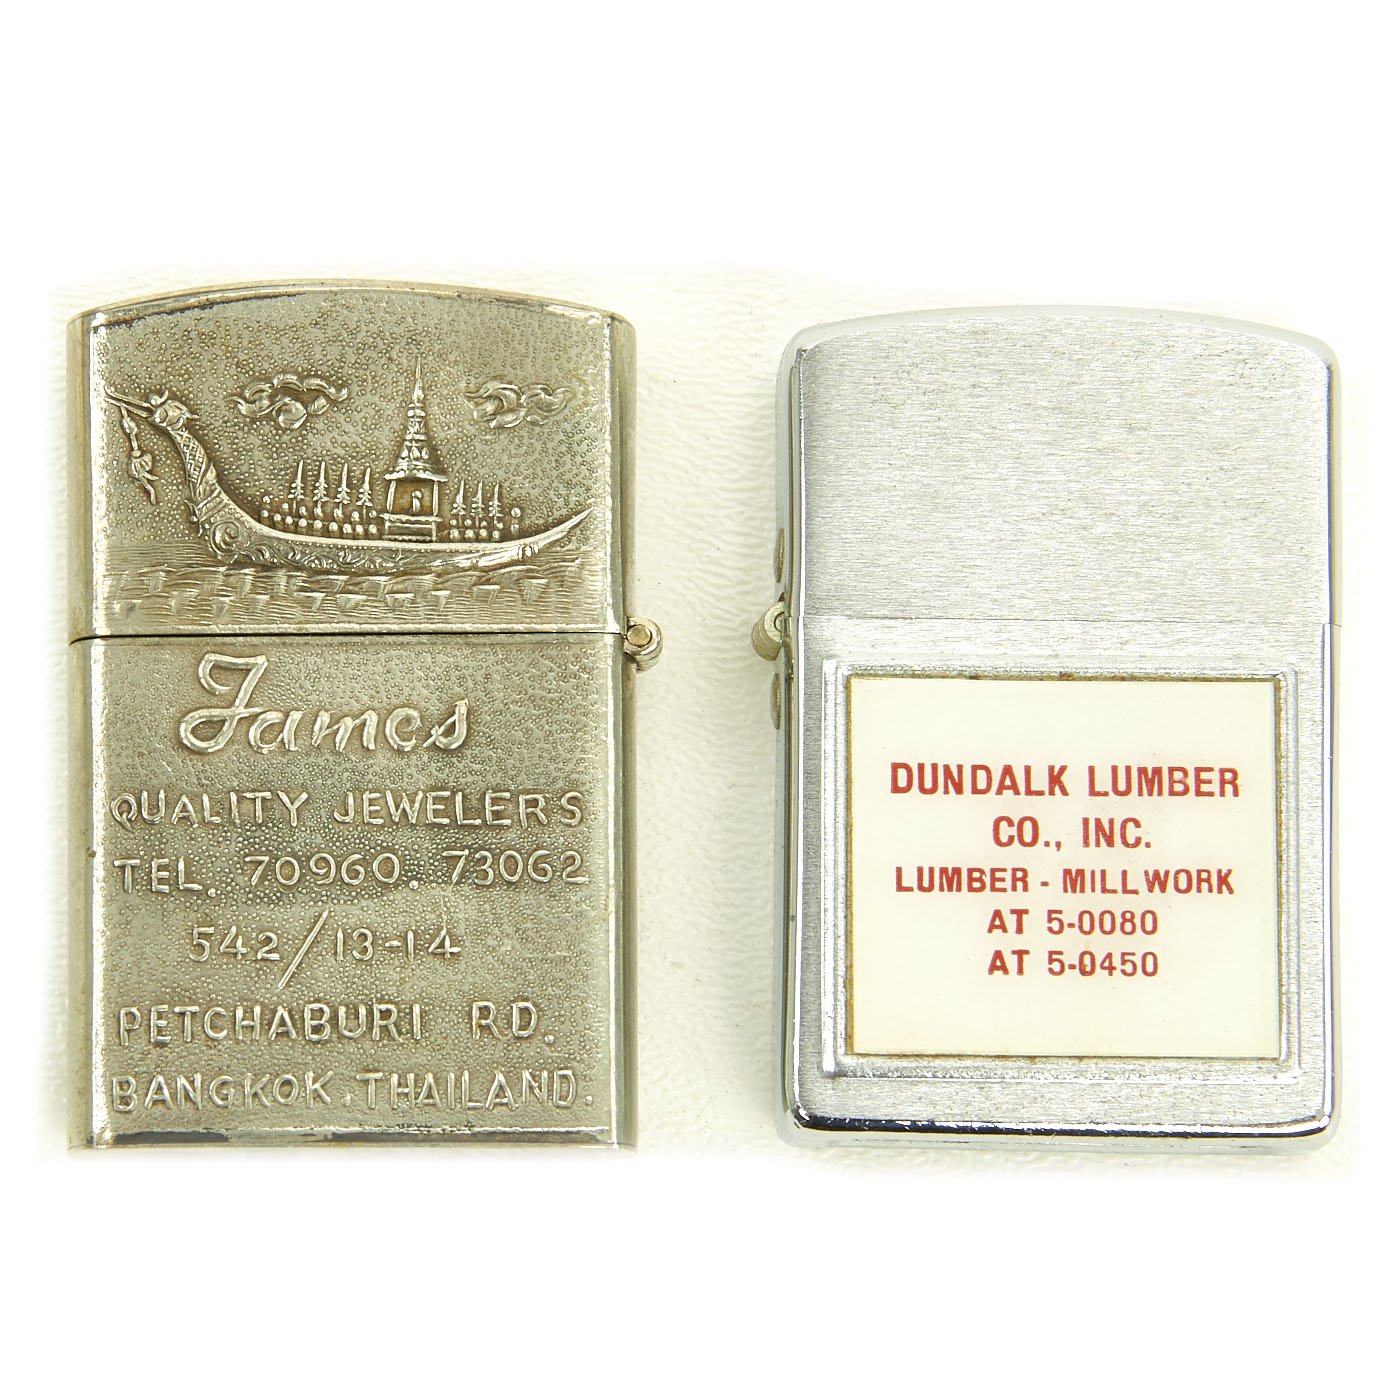 James
QUALITY JEWELERS
TEL. 70960. 73062
542/13-14
PETCHABURI RD.
BANGKOK. THAILAND.
DUNDALK LUMBER
CO., INC.
LUMBER - MILLWORK
AT 5-0080
AT 5-0450